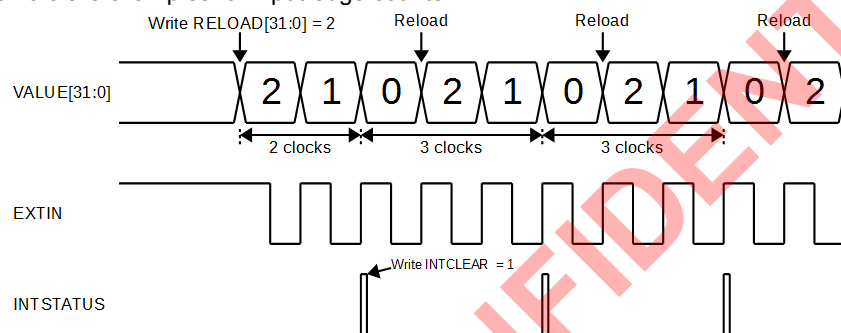 Write RELOAD[31:0] = 2 Reload Reload Reload
VALUE[31:0] 2 1 0 2 1 0 2 1 0 2
2 clocks 3 clocks 3 clocks
EXTIN
Write INTCLEAR = 1
INTSTATUS